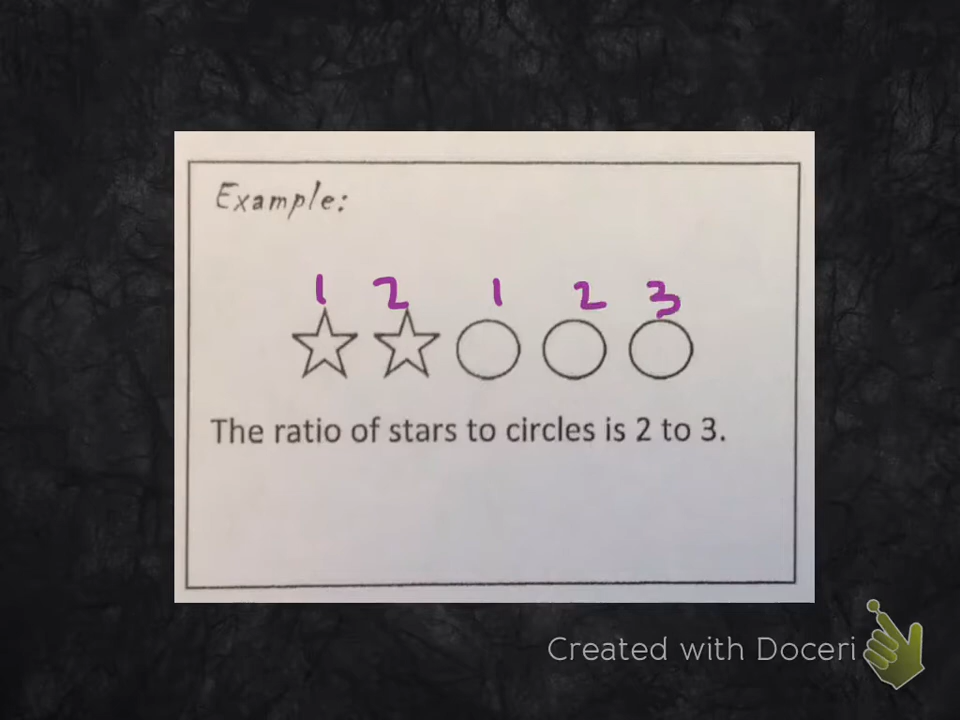 Example:
1 2 1 2 3
The ratio of stars to circles is 2 to 3.
Created with Doceri